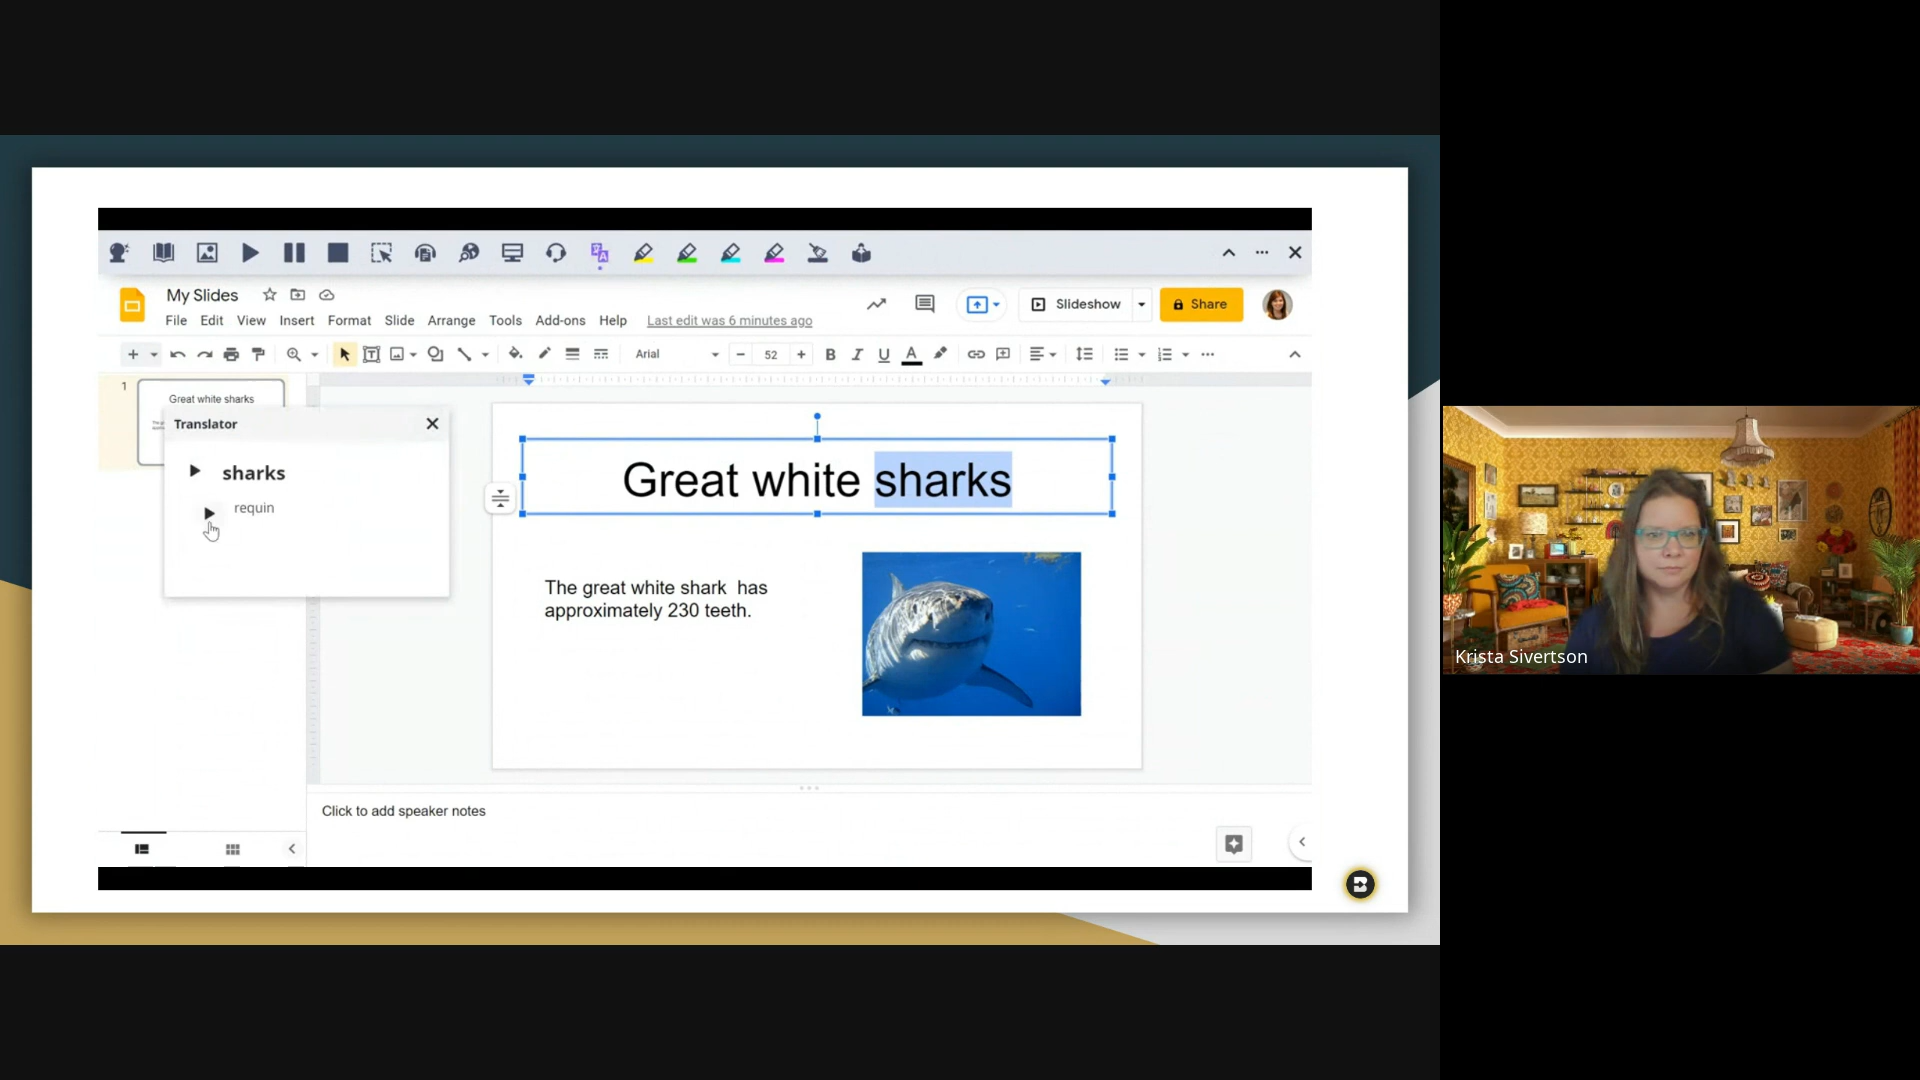 My Slides
File Edit View Insert Format Slide Arrange Tools Add-ons Help Last edit was 6 minutes ago
Slideshow
Share
Arial
52
1
Great white sharks
Translator
sharks
requin
Great white sharks
The great white shark has
approximately 230 teeth.
Click to add speaker notes
Krista Sivertson